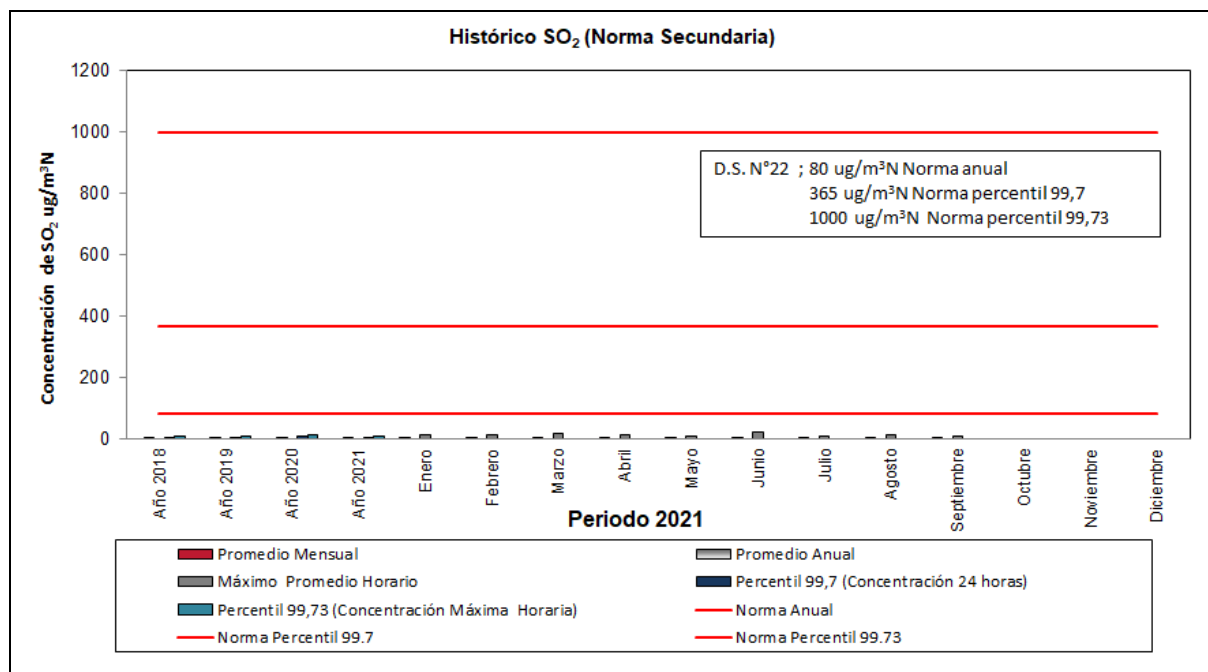 Histórico SO₂ (Norma Secundaria)
Concentración de SO₂ ug/m³N
1200
1000
800
600
400
200
0
D.S. N°22 ; 80 ug/m³N Norma anual
365 ug/m³N Norma percentil 99,7
1000 ug/m³N Norma percentil 99,73
Año 2018
Año 2019
Año 2020
Año 2021
Enero
Febrero
Marzo
Abril
Mayo
Junio
Julio
Agosto
Septiembre
Octubre
Noviembre
Diciembre
Periodo 2021
Promedio Mensual
Promedio Anual
Máximo Promedio Horario
Percentil 99,7 (Concentración 24 horas)
Percentil 99,73 (Concentración Máxima Horaria)
Norma Anual
Norma Percentil 99.7
Norma Percentil 99.73